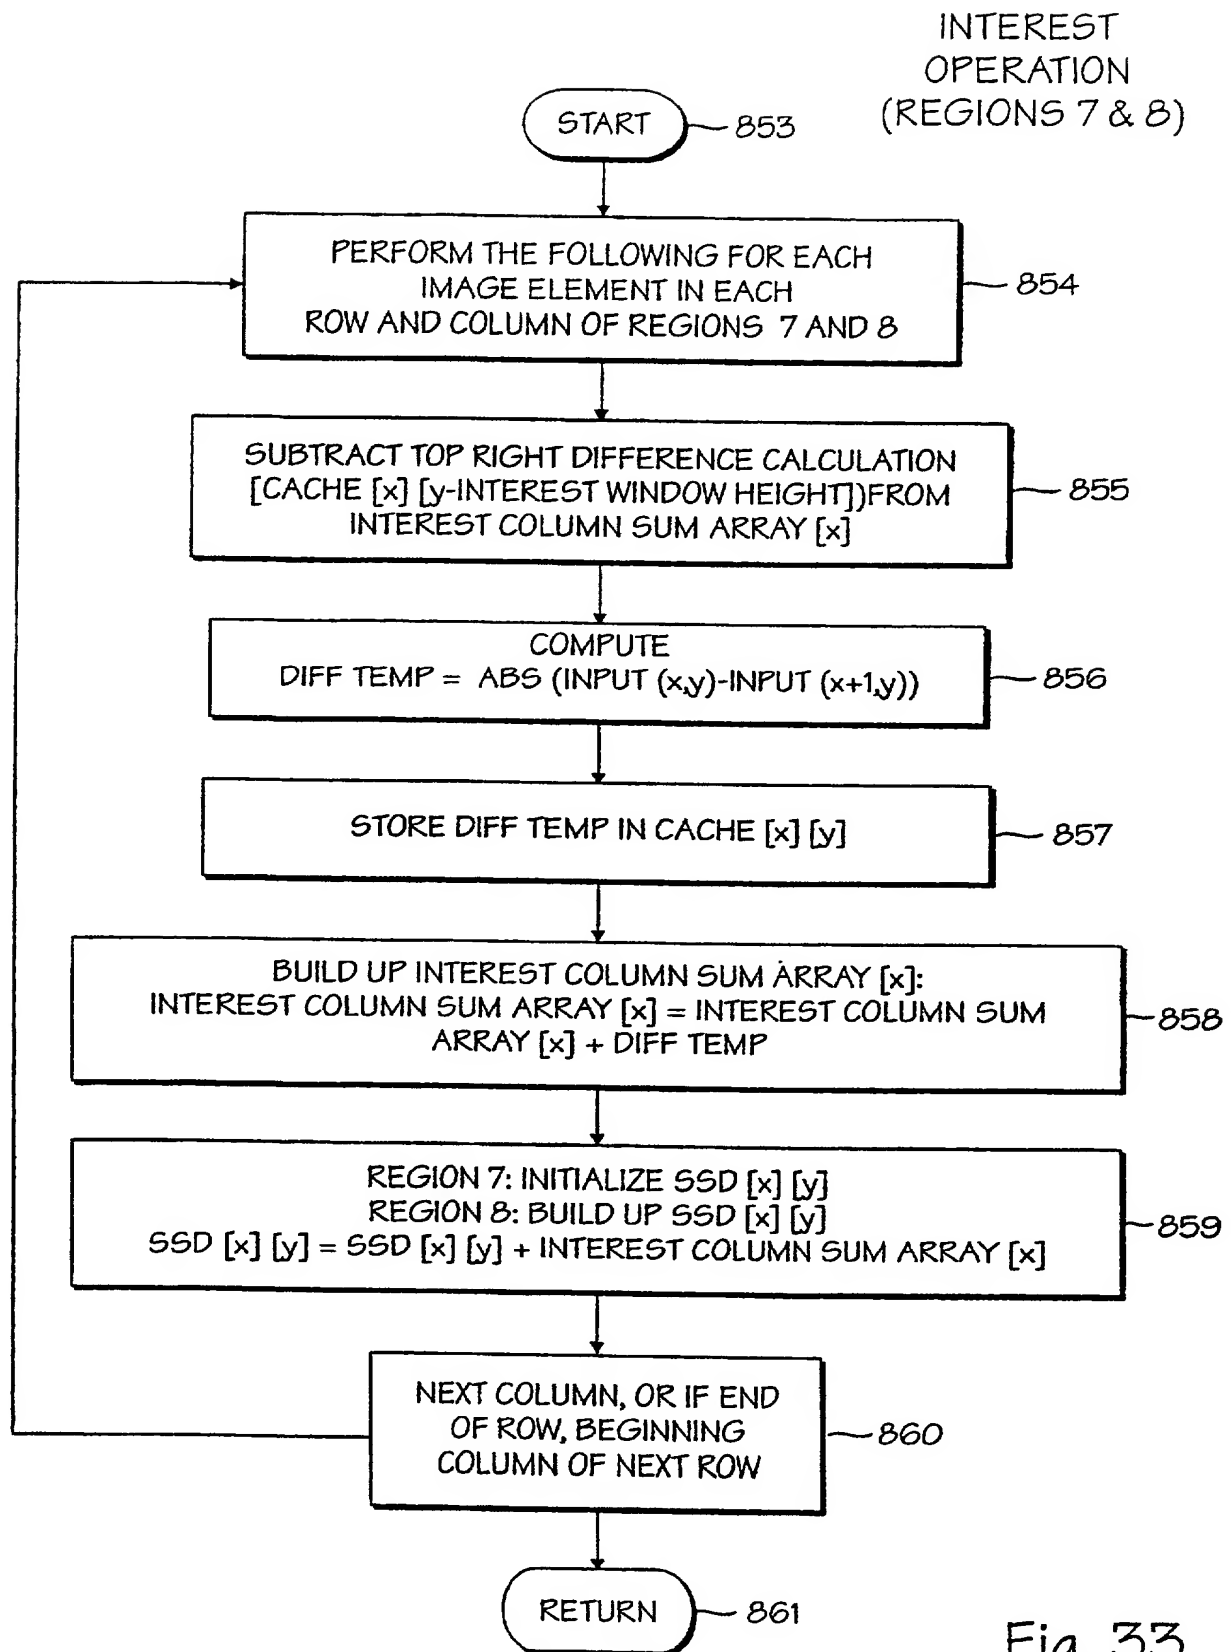 INTEREST
OPERATION
(REGIONS 7 & 8)
START
853
PERFORM THE FOLLOWING FOR EACH
IMAGE ELEMENT IN EACH
ROW AND COLUMN OF REGIONS 7 AND 8
854
SUBTRACT TOP RIGHT DIFFERENCE CALCULATION
[CACHE [x] [y-INTEREST WINDOW HEIGHT])FROM
INTEREST COLUMN SUM ARRAY [x]
855
COMPUTE
DIFF TEMP = ABS (INPUT (x,y)-INPUT (x+1,y))
856
STORE DIFF TEMP IN CACHE [x] [y]
857
BUILD UP INTEREST COLUMN SUM ARRAY [x]:
INTEREST COLUMN SUM ARRAY [x] = INTEREST COLUMN SUM
ARRAY [x] + DIFF TEMP
858
REGION 7: INITIALIZE SSD [x] [y]
REGION 8: BUILD UP SSD [x] [y]
SSD [x] [y] = SSD [x] [y] + INTEREST COLUMN SUM ARRAY [x]
859
NEXT COLUMN, OR IF END
OF ROW, BEGINNING
COLUMN OF NEXT ROW
860
RETURN
861
Fig. 33